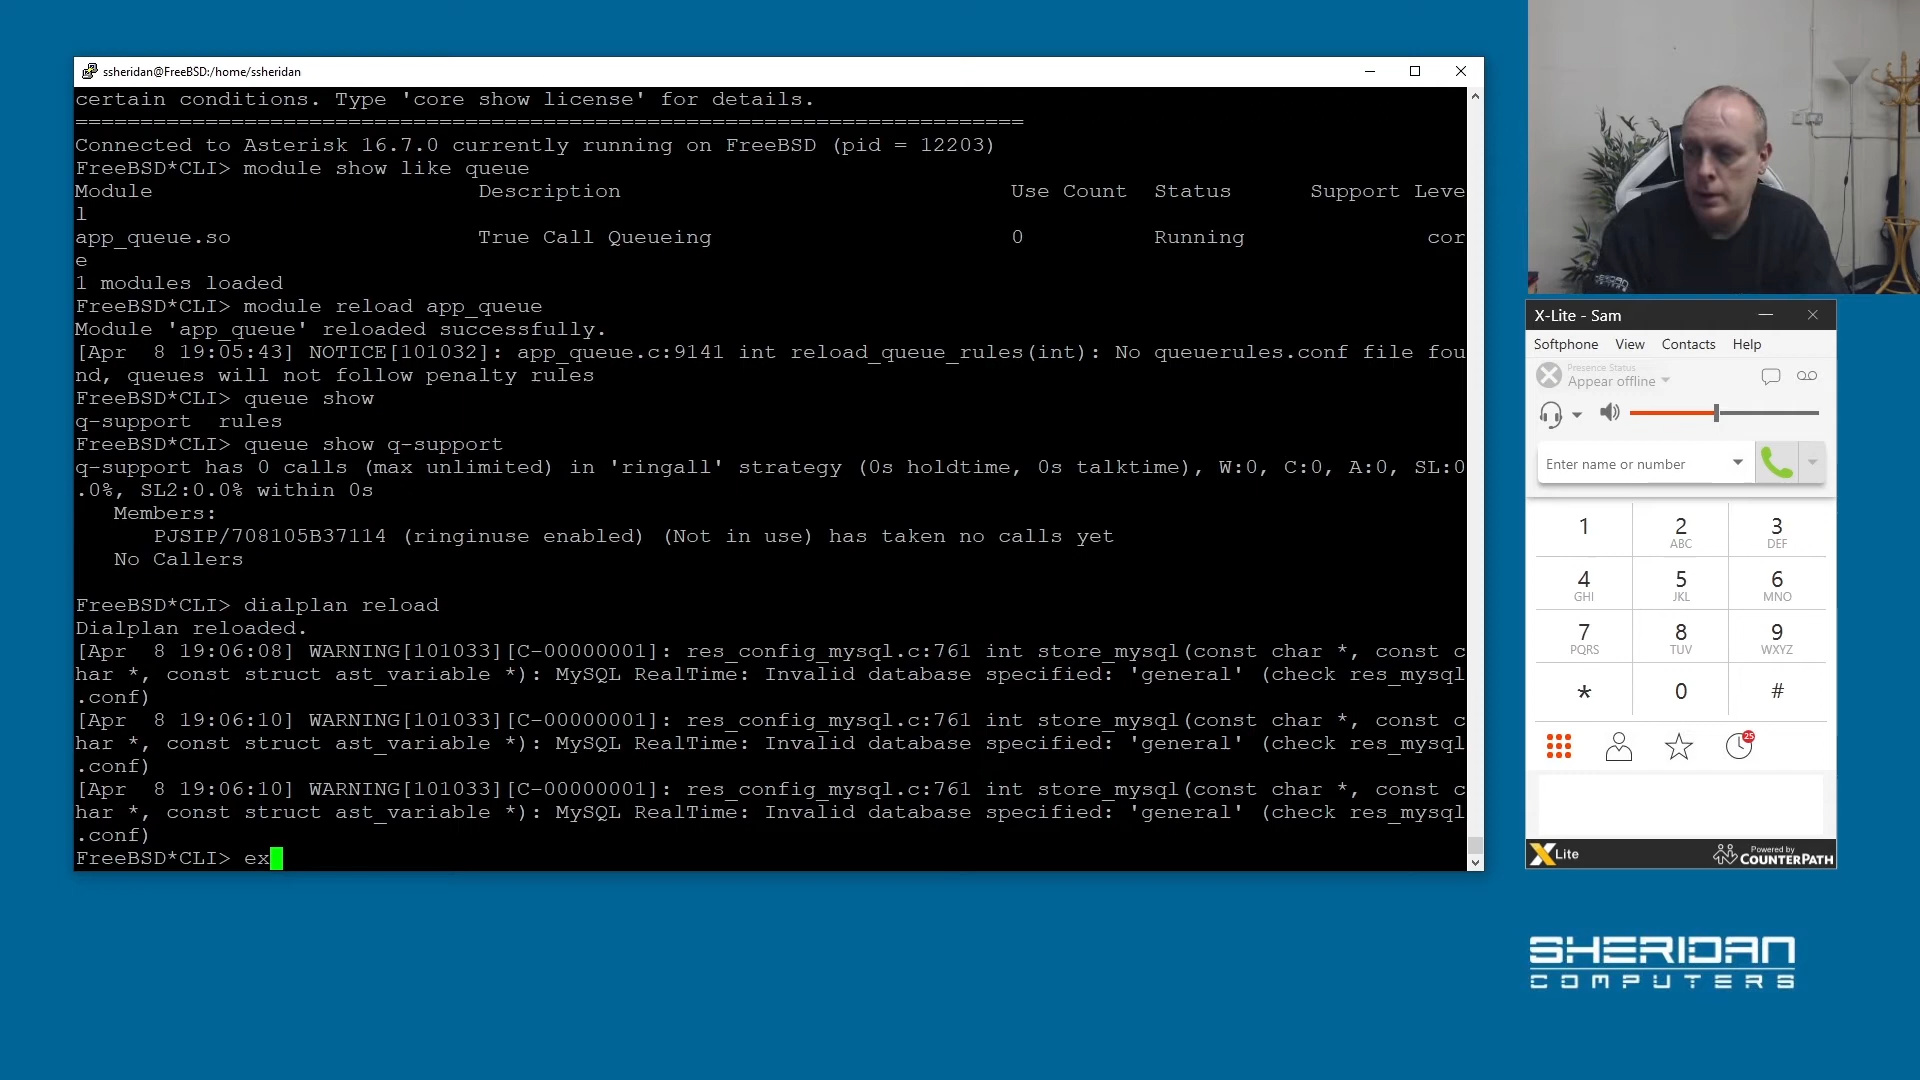 ssheridan@FreeBSD:/home/ssheridan
certain conditions. Type 'core show license' for details.
=========================================================================
Connected to Asterisk 16.7.0 currently running on FreeBSD (pid = 12203)
FreeBSD*CLI> module show like queue
Module Description Use Count Status Support Leve
l
app_queue.so True Call Queueing 0 Running cor
e
1 modules loaded
FreeBSD*CLI> module reload app_queue
Module 'app_queue' reloaded successfully.
[Apr  8 19:05:43] NOTICE[101032]: app_queue.c:9141 int reload_queue_rules(int): No queuerules.conf file fou
nd, queues will not follow penalty rules
FreeBSD*CLI> queue show
q-support  rules
FreeBSD*CLI> queue show q-support
q-support has 0 calls (max unlimited) in 'ringall' strategy (0s holdtime, 0s talktime), W:0, C:0, A:0, SL:0
.0%, SL2:0.0% within 0s
Members:
PJSIP/708105B37114 (ringinuse enabled) (Not in use) has taken no calls yet
No Callers
FreeBSD*CLI> dialplan reload
Dialplan reloaded.
[Apr  8 19:06:08] WARNING[101033][C-00000001]: res_config_mysql.c:761 int store_mysql(const char *, const c
har *, const struct ast_variable *): MySQL RealTime: Invalid database specified: 'general' (check res_mysql
.conf)
[Apr  8 19:06:10] WARNING[101033][C-00000001]: res_config_mysql.c:761 int store_mysql(const char *, const c
har *, const struct ast_variable *): MySQL RealTime: Invalid database specified: 'general' (check res_mysql
.conf)
[Apr  8 19:06:10] WARNING[101033][C-00000001]: res_config_mysql.c:761 int store_mysql(const char *, const c
har *, const struct ast_variable *): MySQL RealTime: Invalid database specified: 'general' (check res_mysql
.conf)
FreeBSD*CLI> ex
X-Lite - Sam
Softphone View Contacts Help
Presence Status
Appear offline
Enter name or number
1 2 3
ABC DEF
4 5 6
GHI JKL MNO
7 8 9
PQRS TUV WXYZ
* 0 #
25
X Lite
Powered by
COUNTERPATH
SHERIDAN
COMPUTERS